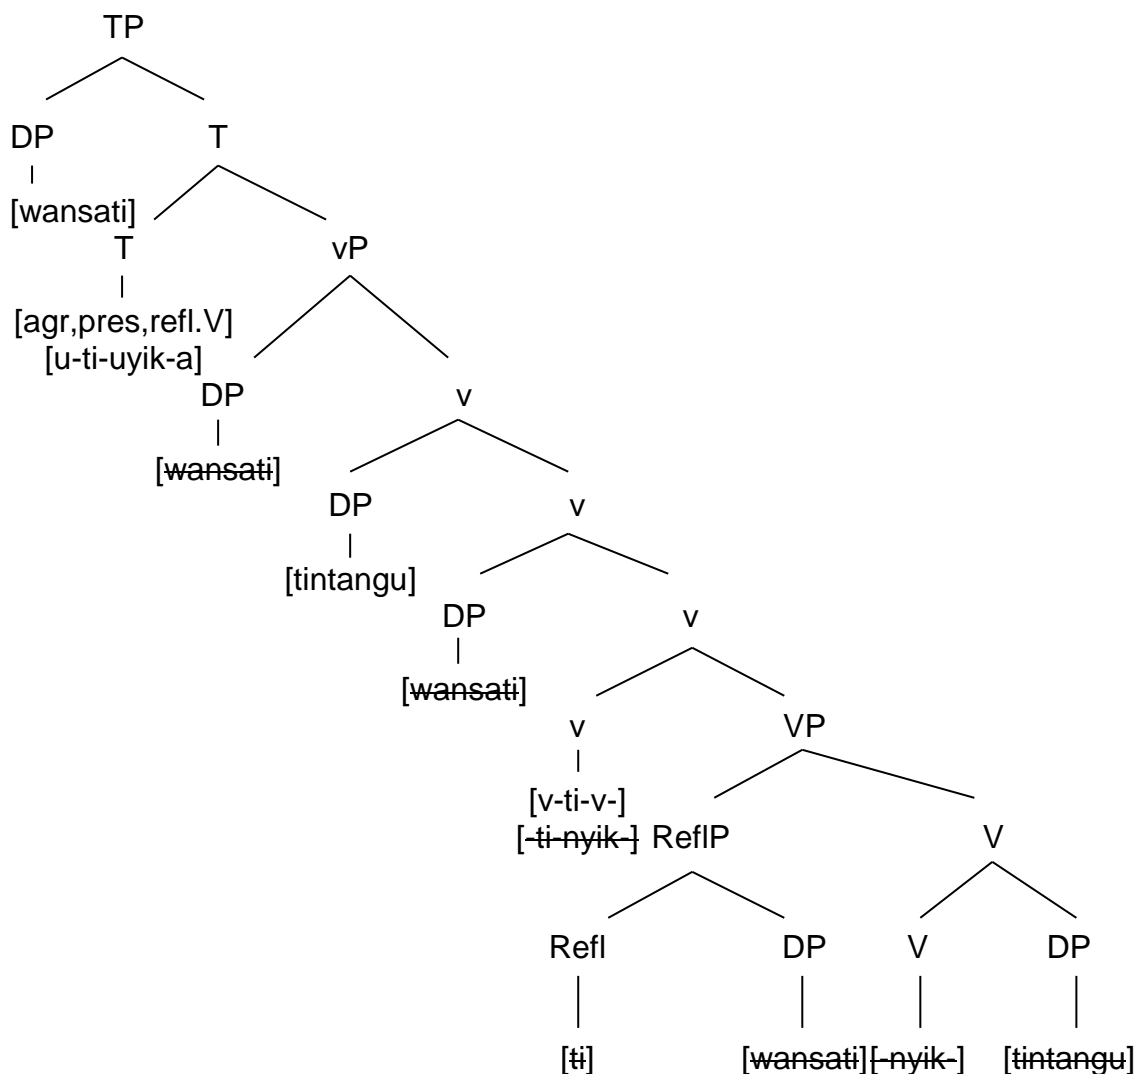 TP
DP T
[wansati]
T vP
[agr,pres,refl.V]
[u-ti-uyik-a]
DP v
[wansati]
DP v
[tintangu]
DP v
[wansati]
v VP
[v-ti-v-]
[-ti-nyik-] ReflP V
Refl DP V DP
[ti] [wansati] [-nyik-] [tintangu]